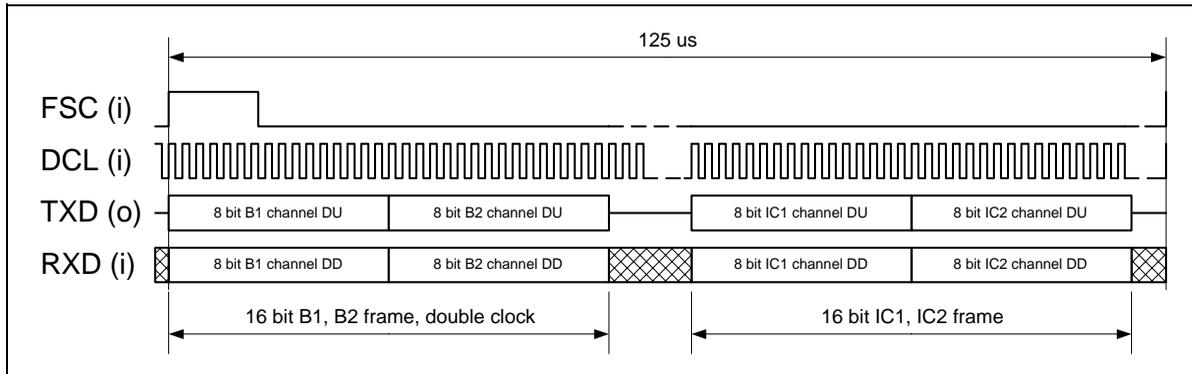 125 us
FSC (i)
DCL (i)
TXD (o)
8 bit B1 channel DU
8 bit B2 channel DU
8 bit IC1 channel DU
8 bit IC2 channel DU
RXD (i)
8 bit B1 channel DD
8 bit B2 channel DD
8 bit IC1 channel DD
8 bit IC2 channel DD
16 bit B1, B2 frame, double clock
16 bit IC1, IC2 frame